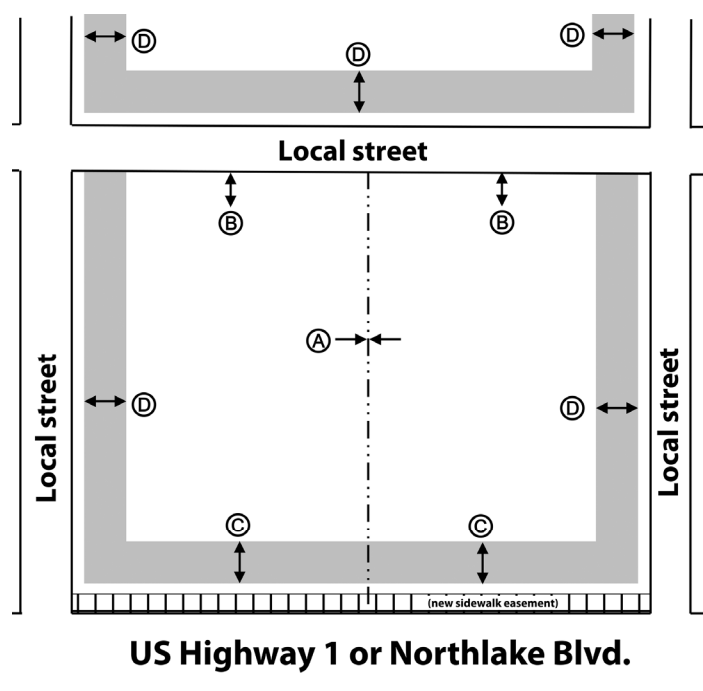 D
D
D
Local street
B
B
A
Local street
Local street
D
D
C
C
(new sidewalk easement)
US Highway 1 or Northlake Blvd.